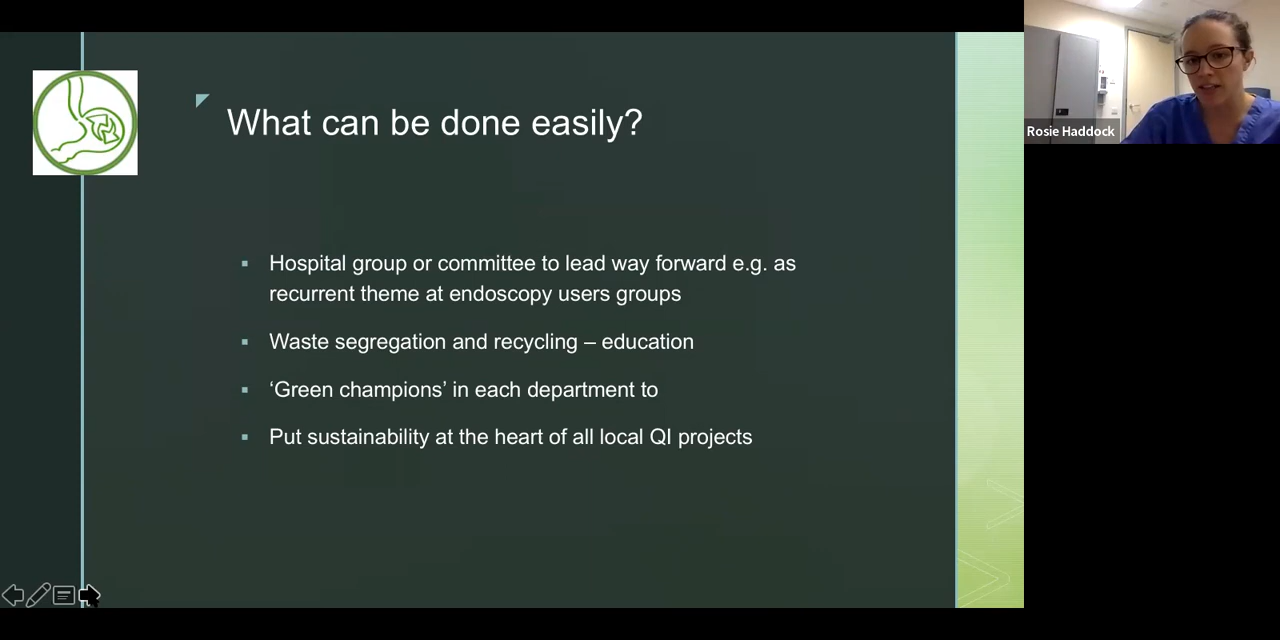 What can be done easily?
▪ Hospital group or committee to lead way forward e.g. as
recurrent theme at endoscopy users groups
▪ Waste segregation and recycling – education
▪ ‘Green champions’ in each department to
▪ Put sustainability at the heart of all local QI projects
Rosie Haddock